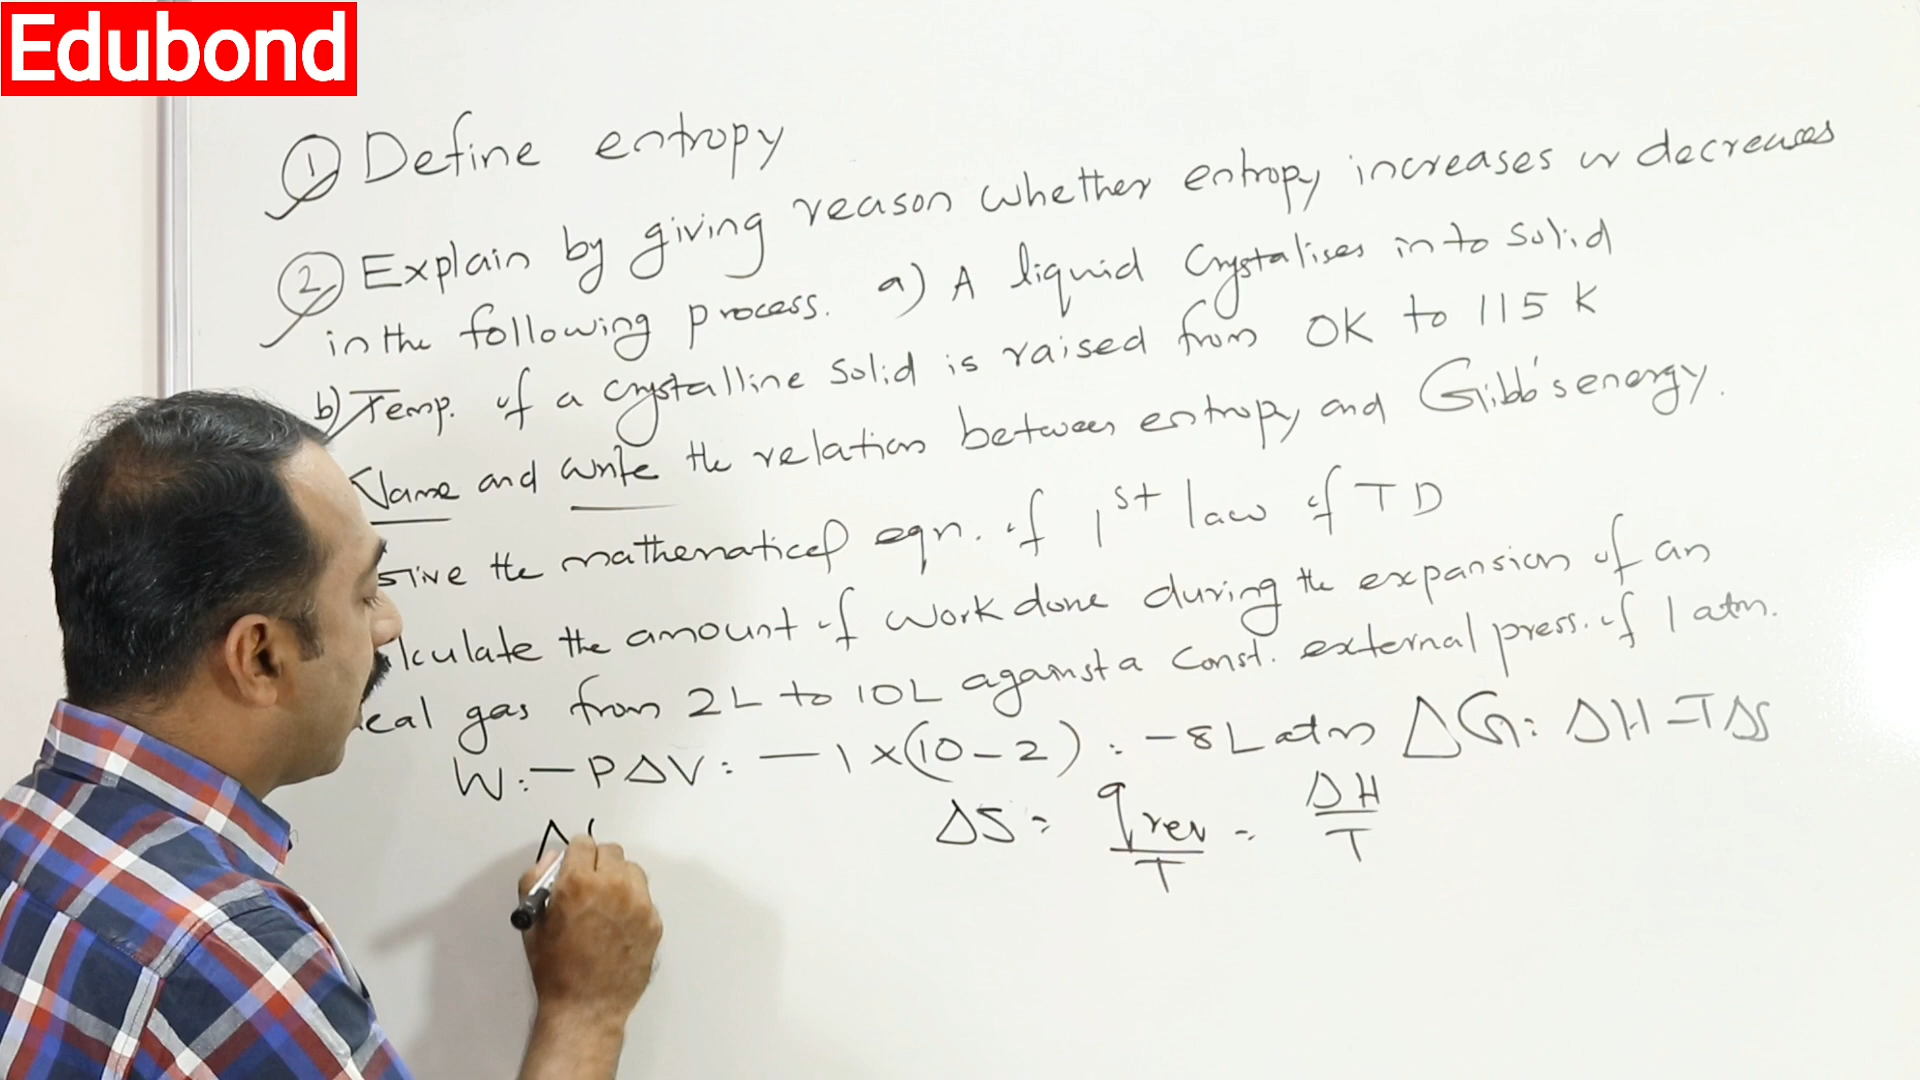 Edubond
1 Define entropy
2 Explain by giving reason whether entropy increases or decreases
in the following process. a) A liquid Crystalises into solid
b) Temp. of a crystalline solid is raised from 0K to 115 K
Name and write the relation between entropy and Gibb's energy.
the mathematical eqn. of 1st law of TD
lculate the amount of work done during the expansion of an
eal gas from 2L to 10L against a const. external press. of 1 atm.
W: -PΔV: -1×(10-2) : -8 L atm ΔG: ΔH-TΔS
ΔS = qrev/T = ΔH/T